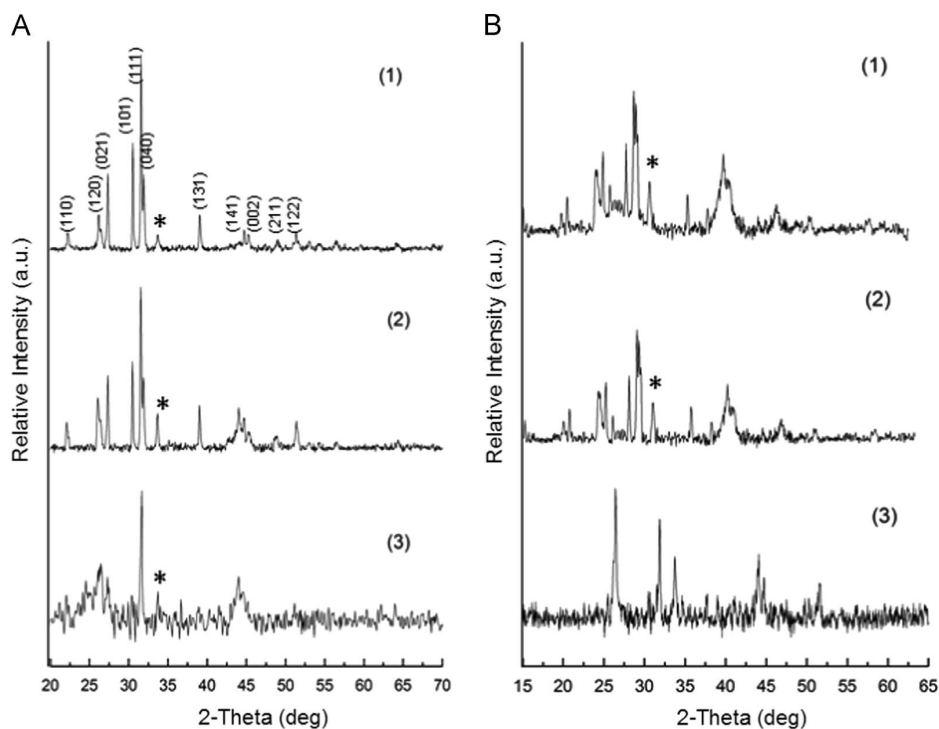 A
(1)
(110)
(120)
(021)
(101)
(111)
(040)
*
(131)
(141)
(002)
(211)
(122)
(2)
*
(3)
*
Relative Intensity (a.u.)
20 25 30 35 40 45 50 55 60 65 70
2-Theta (deg)
B
(1)
*
(2)
*
(3)
Relative Intensity (a.u.)
15 20 25 30 35 40 45 50 55 60 65
2-Theta (deg)